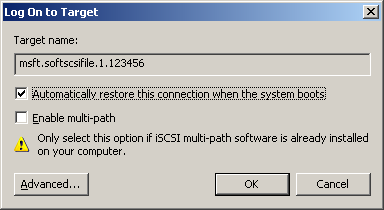 Log On to Target
Target name:
msft.softscsifile.1.123456
Automatically restore this connection when the system boots
Enable multi-path
Only select this option if iSCSI multi-path software is already installed
on your computer.
Advanced... OK Cancel